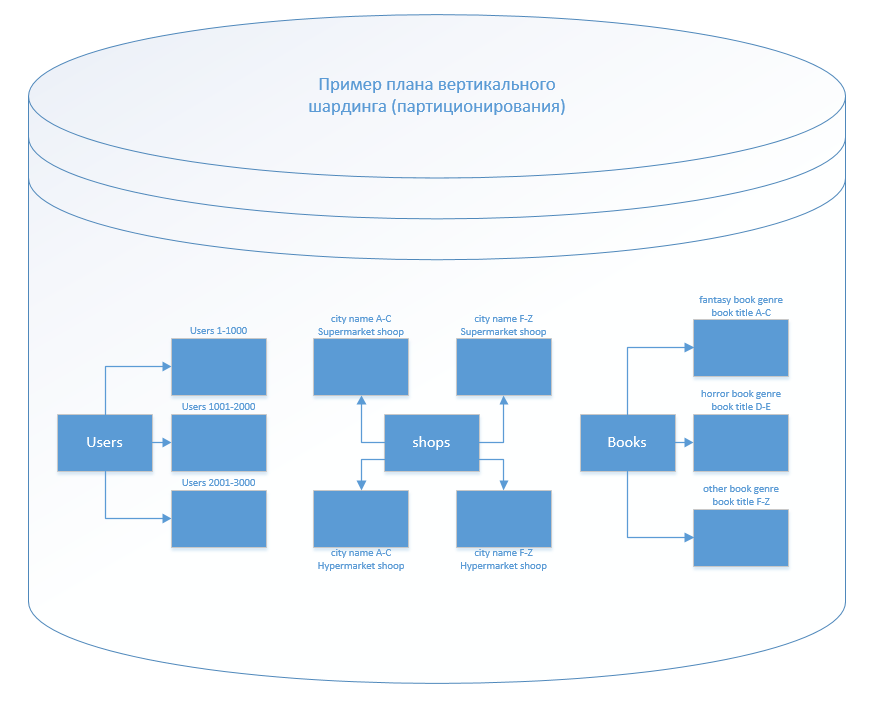 Пример плана вертикального
шардинга (партиционирования)
Users
Users 1-1000
Users 1001-2000
Users 2001-3000
city name A-C
Supermarket shoop
city name F-Z
Supermarket shoop
shops
city name A-C
Hypermarket shoop
city name F-Z
Hypermarket shoop
Books
fantasy book genre
book title A-C
horror book genre
book title D-E
other book genre
book title F-Z